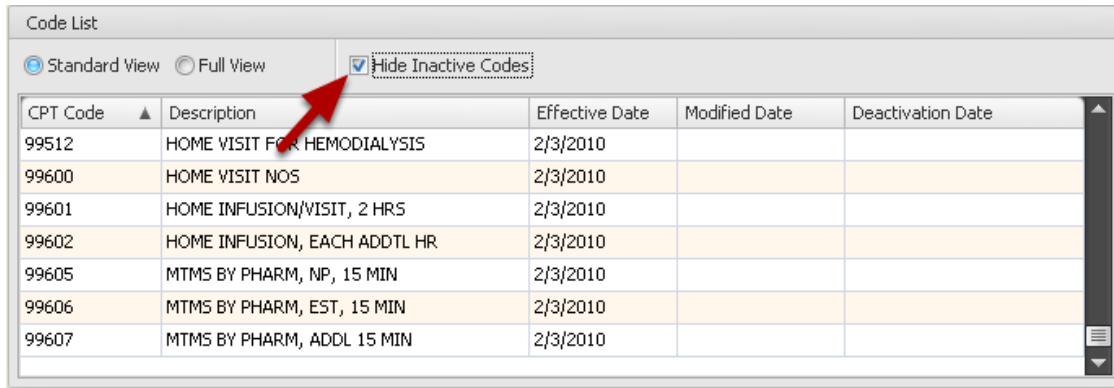 Code List
Standard View Full View Hide Inactive Codes
CPT Code Description Effective Date Modified Date Deactivation Date
99512 HOME VISIT FOR HEMODIALYSIS 2/3/2010
99600 HOME VISIT NOS 2/3/2010
99601 HOME INFUSION/VISIT, 2 HRS 2/3/2010
99602 HOME INFUSION, EACH ADDTL HR 2/3/2010
99605 MTMS BY PHARM, NP, 15 MIN 2/3/2010
99606 MTMS BY PHARM, EST, 15 MIN 2/3/2010
99607 MTMS BY PHARM, ADDL 15 MIN 2/3/2010